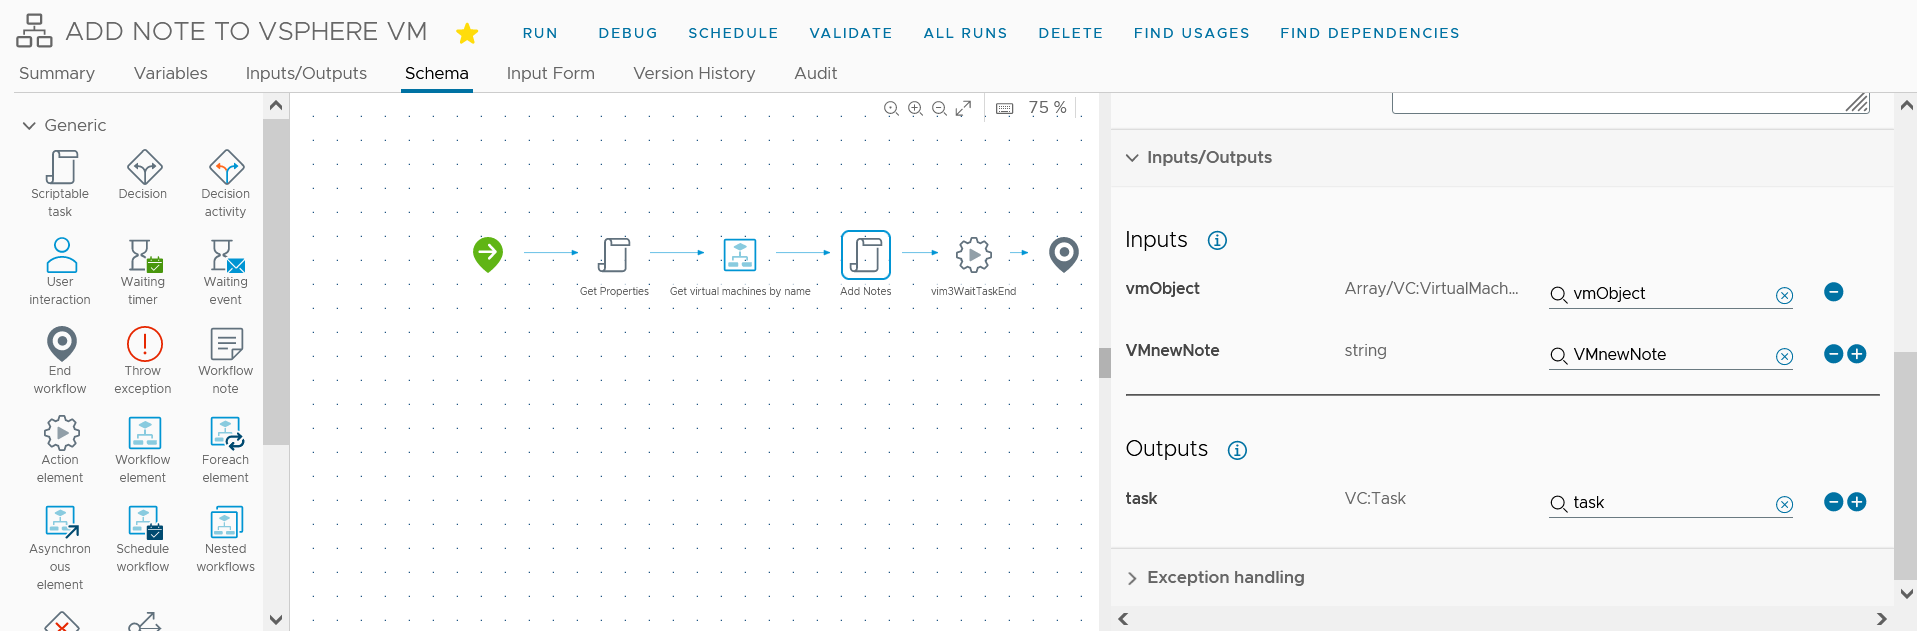 ADD NOTE TO VSPHERE VM
RUN DEBUG SCHEDULE VALIDATE ALL RUNS DELETE FIND USAGES FIND DEPENDENCIES
Summary Variables Inputs/Outputs Schema Input Form Version History Audit
Generic
Scriptable task
Decision
Decision activity
User interaction
Waiting timer
Waiting event
End workflow
Throw exception
Workflow note
Action element
Workflow element
Foreach element
Asynchron
ous
element
Schedule workflow
Nested workflows
75 %
Get Properties
Get virtual machines by name
Add Notes
vim3WaitTaskEnd
Inputs/Outputs
Inputs
vmObject Array/VC:VirtualMach... vmObject
VMnewNote string VMnewNote
Outputs
task VC:Task task
Exception handling